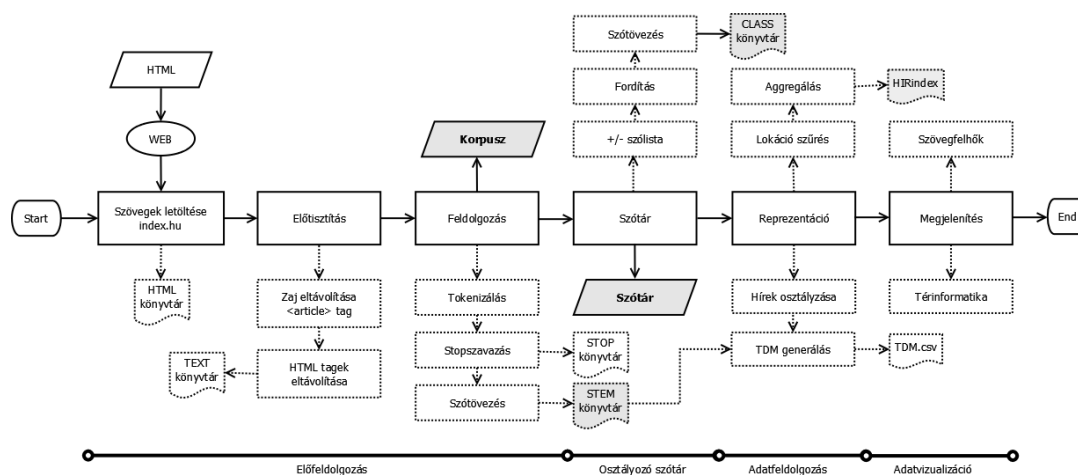 Szótövezés
CLASS
könyvtár
HTML
Fordítás
Aggregálás
HIRindex
WEB
Korpusz
+/- szólista
Lokáció szűrés
Szövegfelhők
Start
Szövegek letöltése
index.hu
Előtisztítás
Feldolgozás
Szótár
Reprezentáció
Megjelenítés
End
HTML
könyvtár
Zaj eltávolítása
<article> tag
Tokenizálás
Szótár
Hírek osztályzása
Térinformatika
TEXT
könyvtár
HTML tagek
eltávolítása
Stopszavazás
STOP
könyvtár
TDM generálás
TDM.csv
Szótövezés
STEM
könyvtár
Előfeldolgozás
Osztályozó szótár
Adatfeldolgozás
Adatvizualizáció